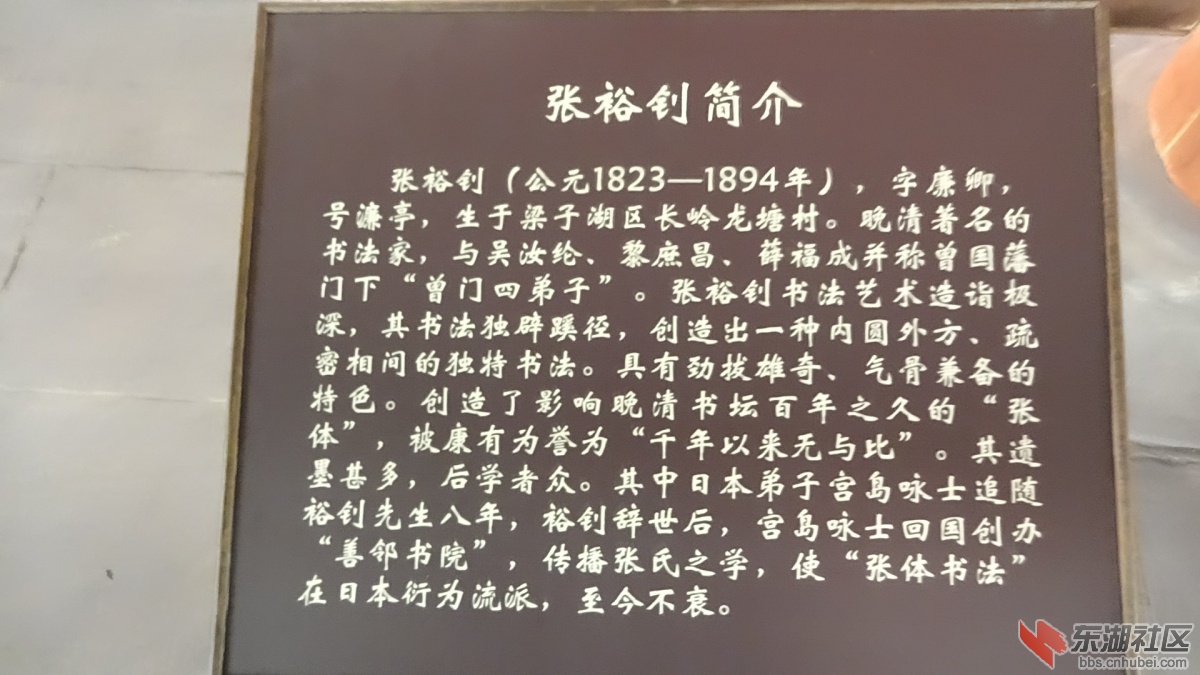 张裕钊简介
张裕钊（公元1823—1894年），字廉卿，
号濂亭，生于梁子湖区长岭龙塘村。晚清著名的
书法家，与吴汝纶、黎庶昌、薛福成并称曾国藩
门下“曾门四弟子”。张裕钊书法艺术造诣极
深，其书法独辟蹊径，创造出一种内圆外方、疏
密相间的独特书法。具有劲拔雄奇、气骨兼备的
特色。创造了影响晚清书坛百年之久的“张
体”，被康有为誉为“千年以来无与比”。其遗
墨甚多，后学者众。其中日本弟子宫岛咏士追随
裕钊先生八年，裕钊辞世后，宫岛咏士回国创办
“善邻书院”，传播张氏之学，使“张体书法”
在日本衍为流派，至今不衰。
东湖社区
bbs.cnhubei.com